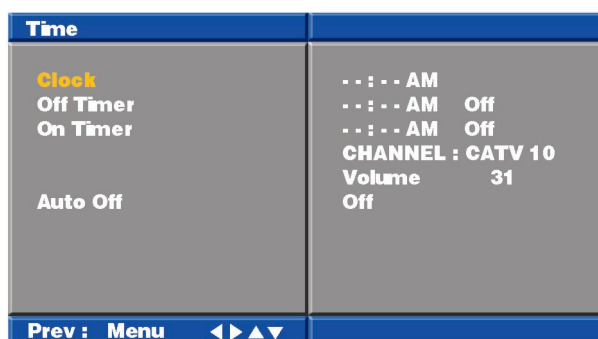 Time
Clock - - : - - AM
Off Timer - - : - - AM Off
On Timer - - : - - AM Off
CHANNEL : CATV 10
Volume 31
Auto Off Off
Prev : Menu ◀ ▶ ▲ ▼